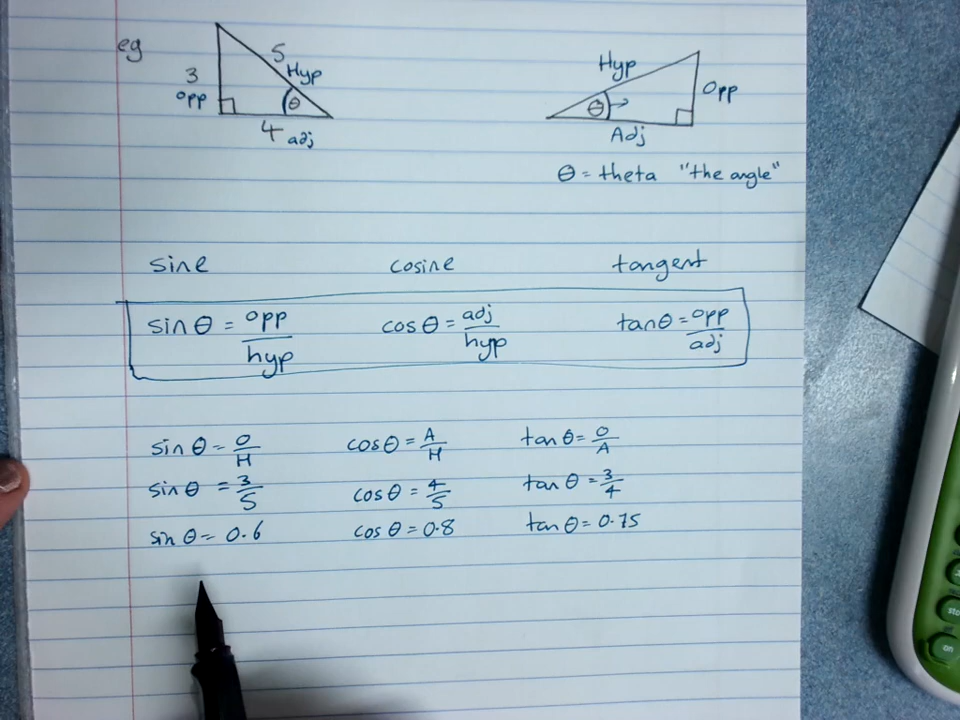 eg
3
opp
5
Hyp
θ
4 adj
Hyp
Opp
θ
Adj
θ = theta "the angle"
sine cosine tangent
sin θ = opp/hyp cos θ = adj/hyp tan θ = opp/adj
sin θ = O/H cos θ = A/H tan θ = O/A
sin θ = 3/5 cos θ = 4/5 tan θ = 3/4
sin θ = 0.6 cos θ = 0.8 tan θ = 0.75
on